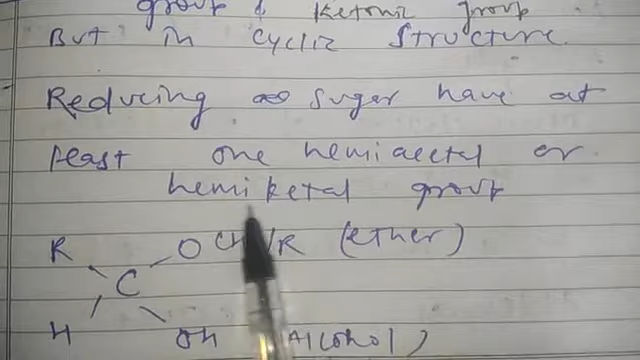 group & Ketonic group
But in cyclic structure.
Reducing sugar have at
least one hemiacetal or
hemiketal group
R OCH/R (ether)
C
H OH Alcohol)